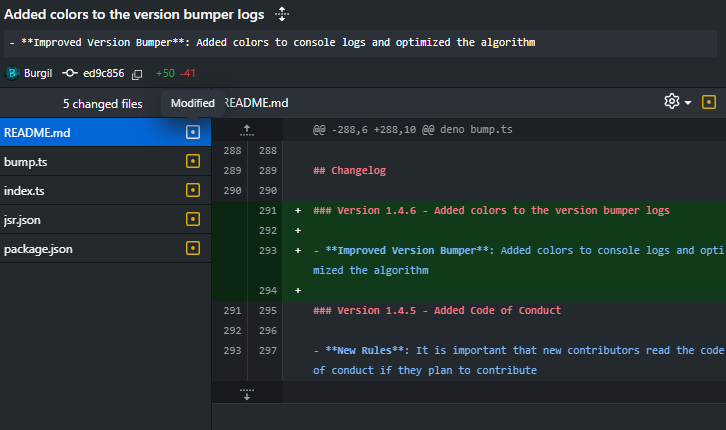 Added colors to the version bumper logs
- **Improved Version Bumper**: Added colors to console logs and optimized the algorithm
Burgil ed9c856 +50 -41
5 changed files
Modified
README.md
README.md
bump.ts
index.ts
jsr.json
package.json
@@ -288,6 +288,10 @@ deno bump.ts
288 288
289 289 ## Changelog
290 290
291 + ### Version 1.4.6 - Added colors to the version bumper logs
292 +
293 + - **Improved Version Bumper**: Added colors to console logs and opti
mized the algorithm
294 +
291 295 ### Version 1.4.5 - Added Code of Conduct
292 296
293 297 - **New Rules**: It is important that new contributors read the code
of conduct if they plan to contribute